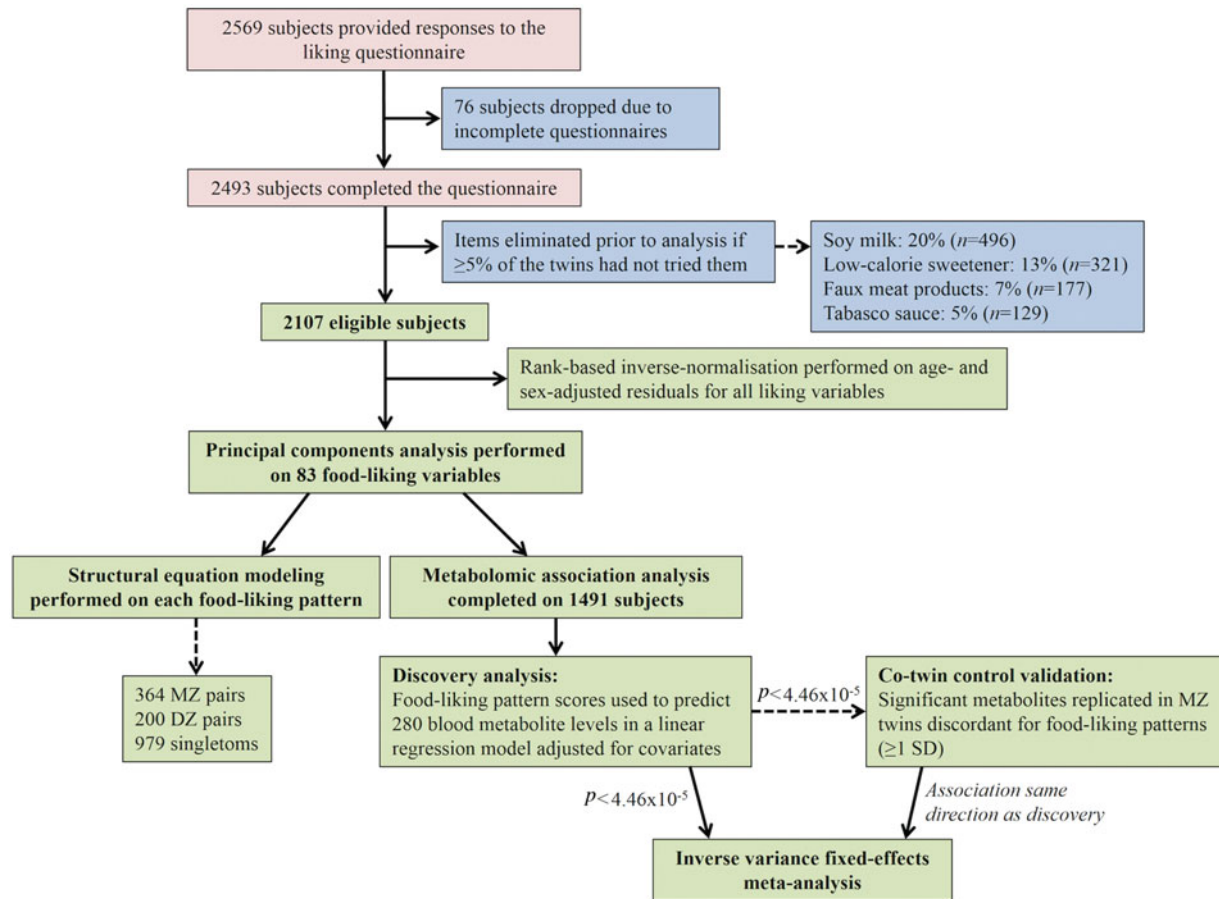 2569 subjects provided responses to the
liking questionnaire
76 subjects dropped due to
incomplete questionnaires
2493 subjects completed the questionnaire
Items eliminated prior to analysis if
≥5% of the twins had not tried them
Soy milk: 20% (n=496)
Low-calorie sweetener: 13% (n=321)
Faux meat products: 7% (n=177)
Tabasco sauce: 5% (n=129)
2107 eligible subjects
Rank-based inverse-normalisation performed on age- and
sex-adjusted residuals for all liking variables
Principal components analysis performed
on 83 food-liking variables
Structural equation modeling
performed on each food-liking pattern
Metabolomic association analysis
completed on 1491 subjects
364 MZ pairs
200 DZ pairs
979 singletoms
Discovery analysis:
Food-liking pattern scores used to predict
280 blood metabolite levels in a linear
regression model adjusted for covariates
p<4.46x10⁻⁵
Co-twin control validation:
Significant metabolites replicated in MZ
twins discordant for food-liking patterns
(≥1 SD)
p<4.46x10⁻⁵
Association same
direction as discovery
Inverse variance fixed-effects
meta-analysis